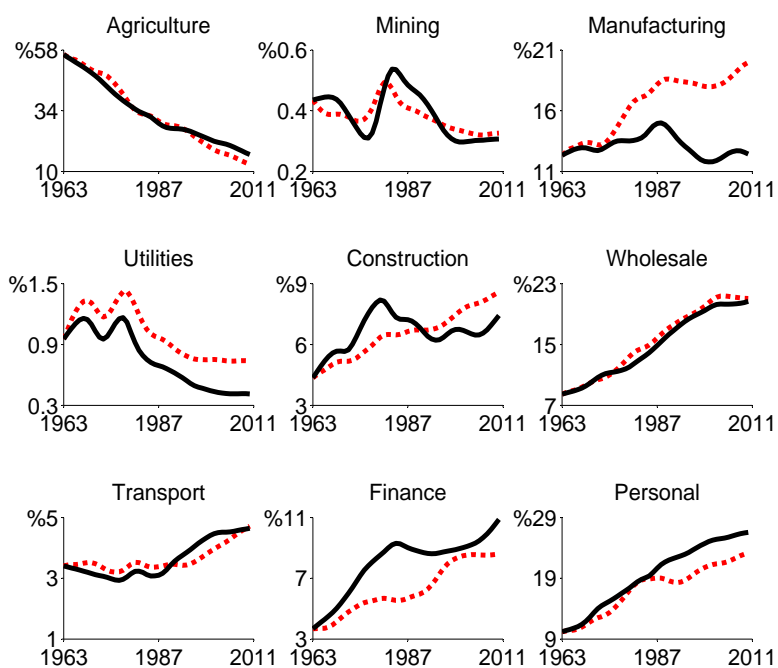 Agriculture Mining Manufacturing
%58 %0.6 %21
34 0.4 16
10 0.2 11
1963 1987 2011 1963 1987 2011 1963 1987 2011
Utilities Construction Wholesale
%1.5 %9 %23
0.9 6 15
0.3 3 7
1963 1987 2011 1963 1987 2011 1963 1987 2011
Transport Finance Personal
%5 %11 %29
3 7 19
1 3 9
1963 1987 2011 1963 1987 2011 1963 1987 2011